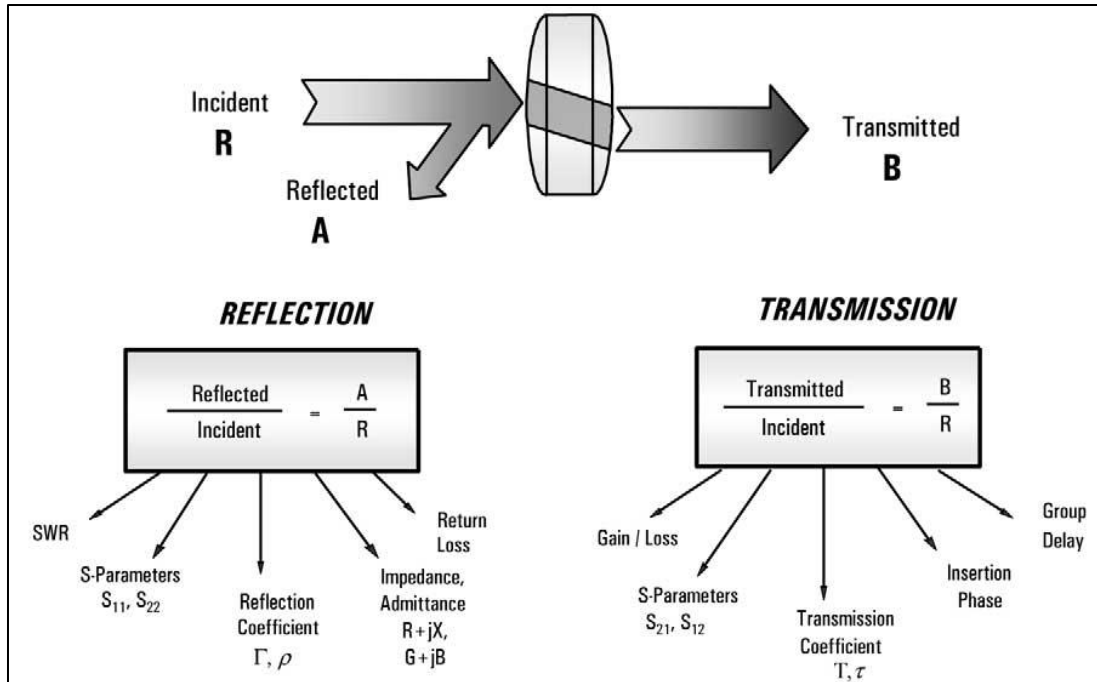 Incident
R
Reflected
A
Transmitted
B
REFLECTION
Reflected
Incident
=
A
R
SWR
S-Parameters
S11, S22
Reflection
Coefficient
Γ, ρ
Impedance,
Admittance
R+jX,
G+jB
Return
Loss
TRANSMISSION
Transmitted
Incident
=
B
R
Gain / Loss
S-Parameters
S21, S12
Transmission
Coefficient
T, τ
Insertion
Phase
Group
Delay